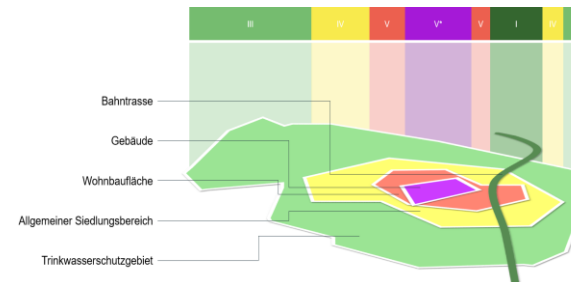 III IV V V* V I IV
Bahntrasse
Gebäude
Wohnbaufläche
Allgemeiner Siedlungsbereich
Trinkwasserschutzgebiet